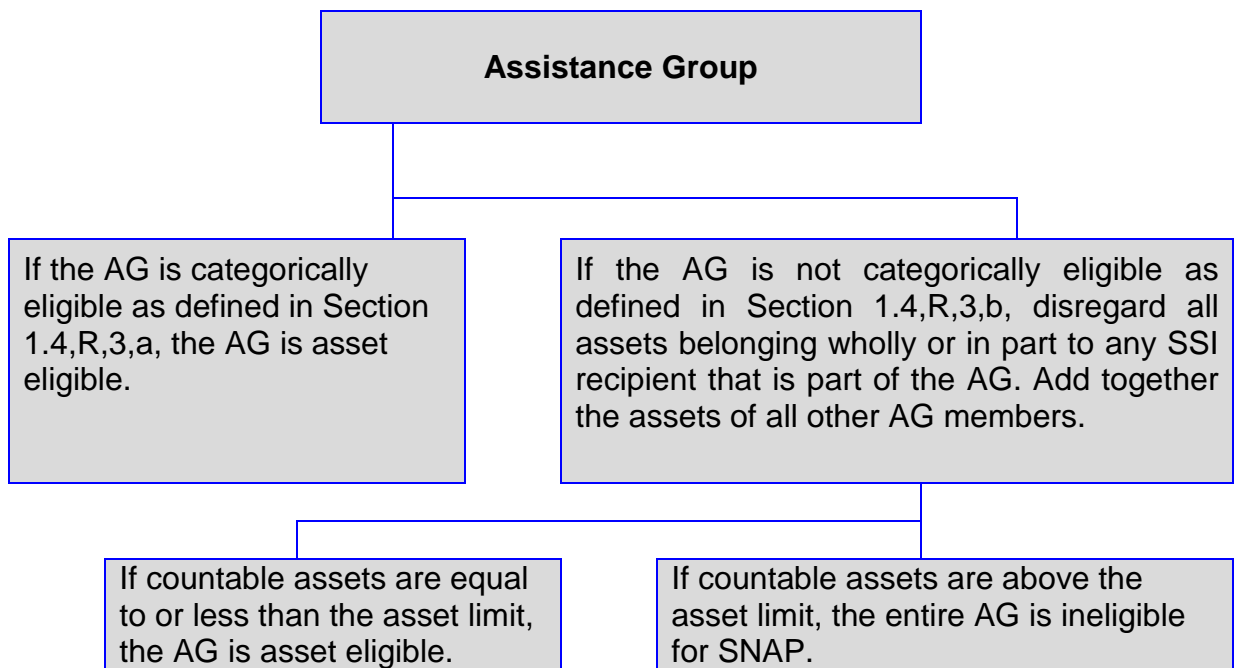 Assistance Group
If the AG is categorically
eligible as defined in Section
1.4,R,3,a, the AG is asset
eligible.
If the AG is not categorically eligible as
defined in Section 1.4,R,3,b, disregard all
assets belonging wholly or in part to any SSI
recipient that is part of the AG. Add together
the assets of all other AG members.
If countable assets are equal
to or less than the asset limit,
the AG is asset eligible.
If countable assets are above the
asset limit, the entire AG is ineligible
for SNAP.